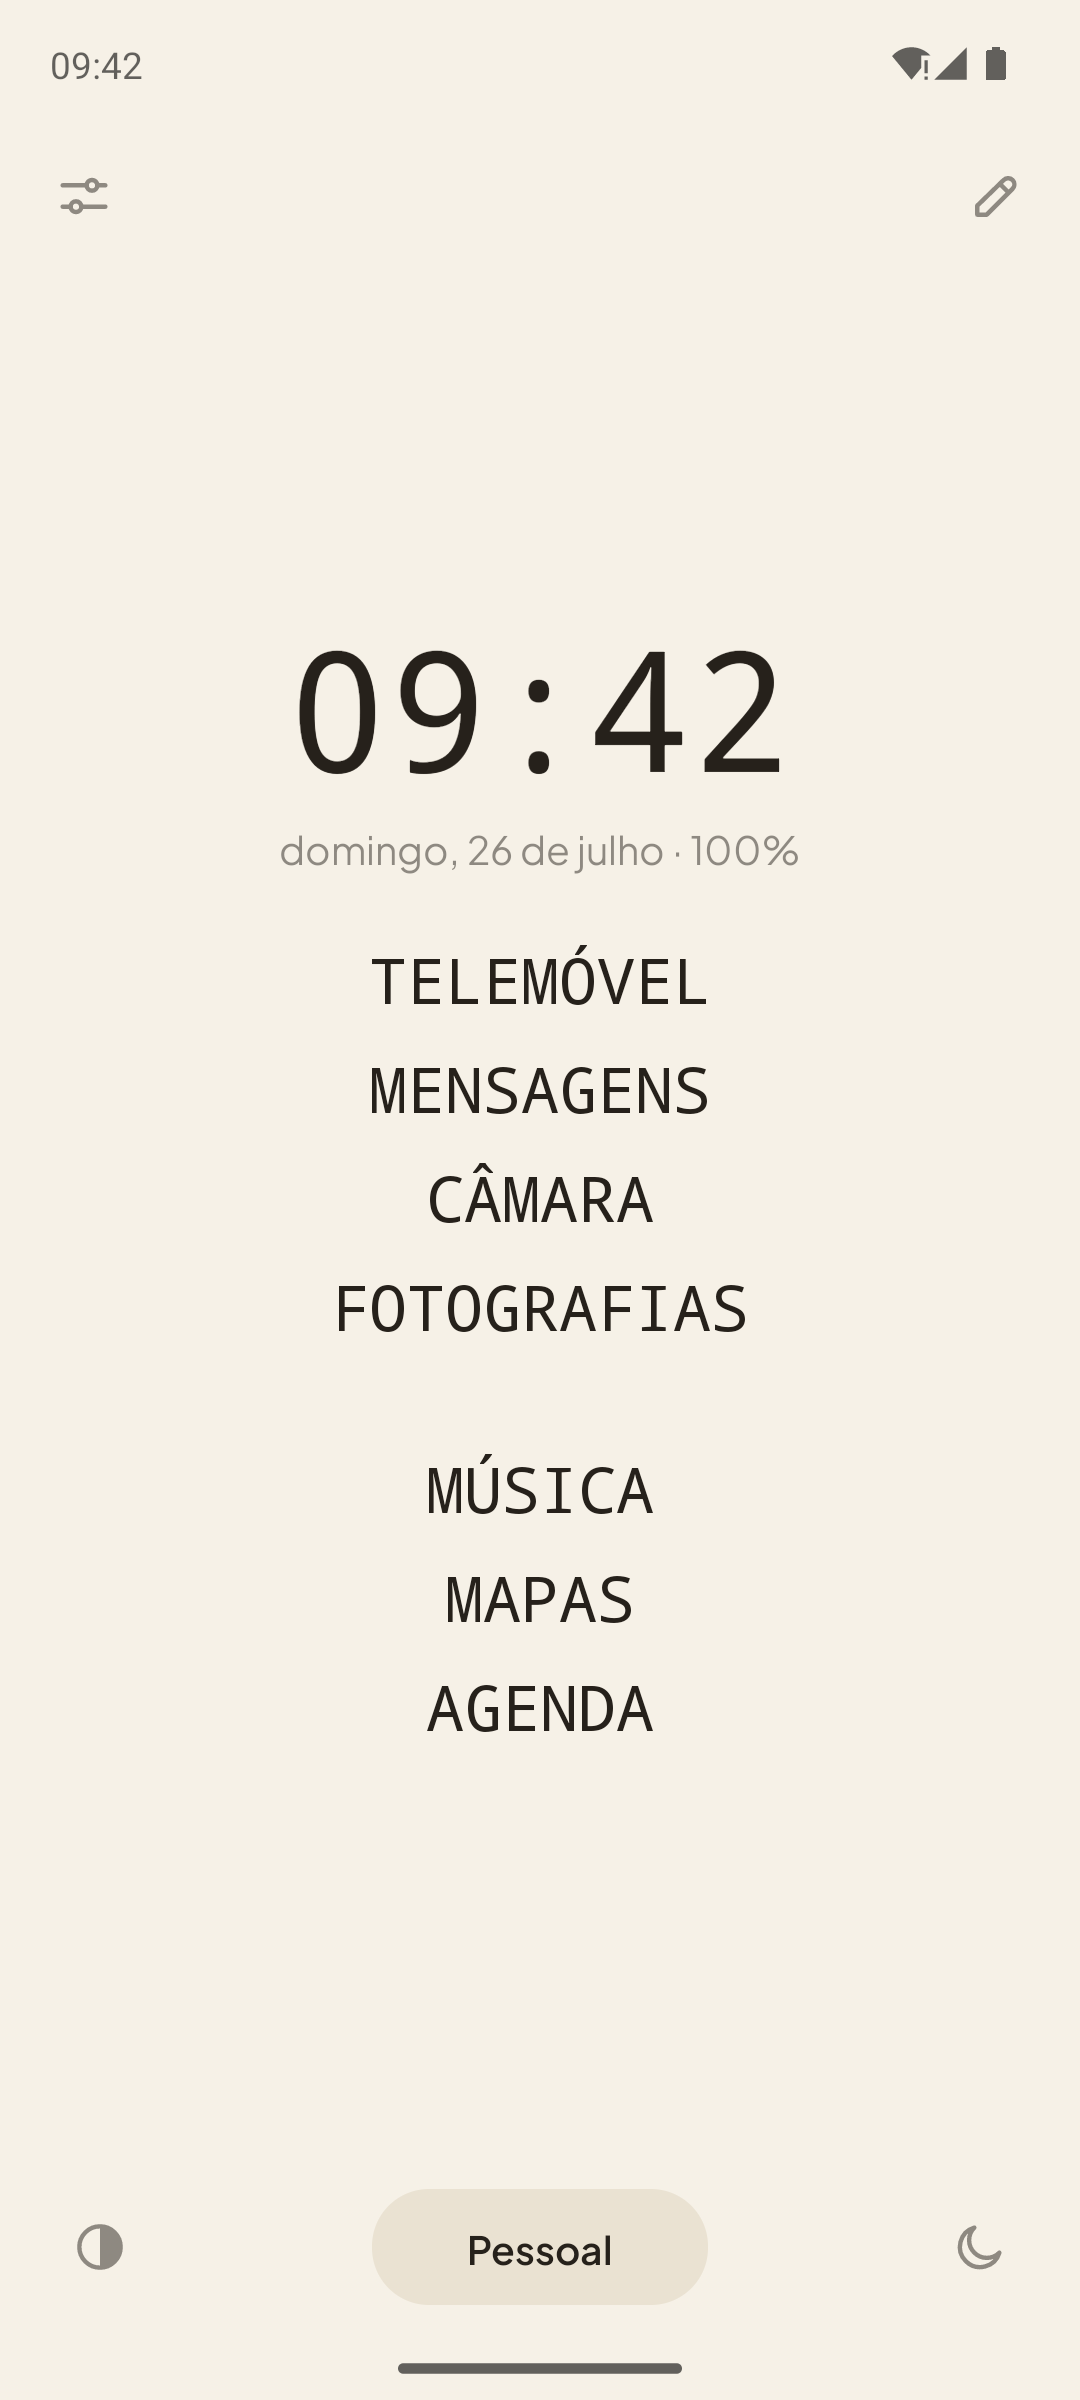 09:42
09:42
domingo, 26 de julho · 100%
TELEMÓVEL
MENSAGENS
CÂMARA
FOTOGRAFIAS
MÚSICA
MAPAS
AGENDA
Pessoal